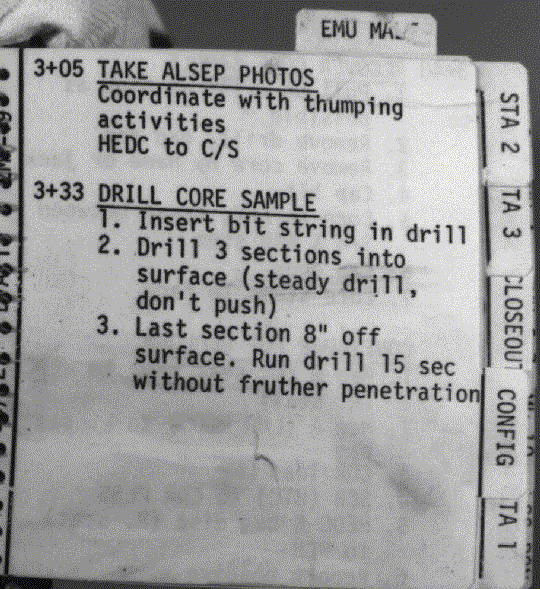 EMU
3+05 TAKE ALSEP PHOTOS
Coordinate with thumping
activities
HEDC to C/S
3+33 DRILL CORE SAMPLE
1. Insert bit string in drill
2. Drill 3 sections into
surface (steady drill,
don't push)
3. Last section 8" off
surface. Run drill 15 sec
without fruther penetration
STA 2
TA 3
CLOSEOUT
CONFIG
TA 1